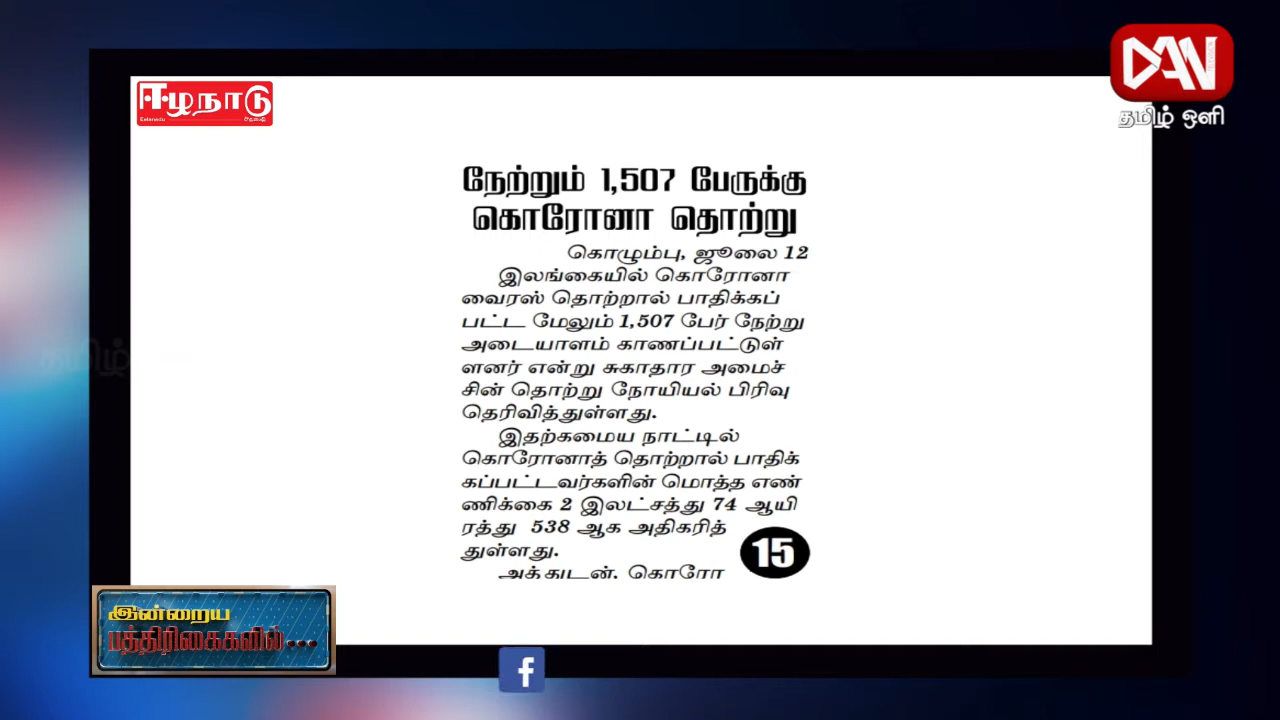 ஈழநாடு
DAN
தமிழ் ஒளி
நேற்றும் 1,507 பேருக்கு
கொரோனா தொற்று
கொழும்பு, ஜூலை 12
இலங்கையில் கொரோனா
வைரஸ் தொற்றால் பாதிக்கப்
பட்ட மேலும் 1,507 பேர் நேற்று
அடையாளம் காணப்பட்டுள்
ளனர் என்று சுகாதார அமைச்
சின் தொற்று நோயியல் பிரிவு
தெரிவித்துள்ளது.
இதற்கமைய நாட்டில்
கொரோனாத் தொற்றால் பாதிக்
கப்பட்டவர்களின் மொத்த எண்
ணிக்கை 2 இலட்சத்து 74 ஆயி
ரத்து 538 ஆக அதிகரித்
துள்ளது.
15
அக்குடன், கொரோ
இன்றைய
பத்திரிகைகளில்...
f